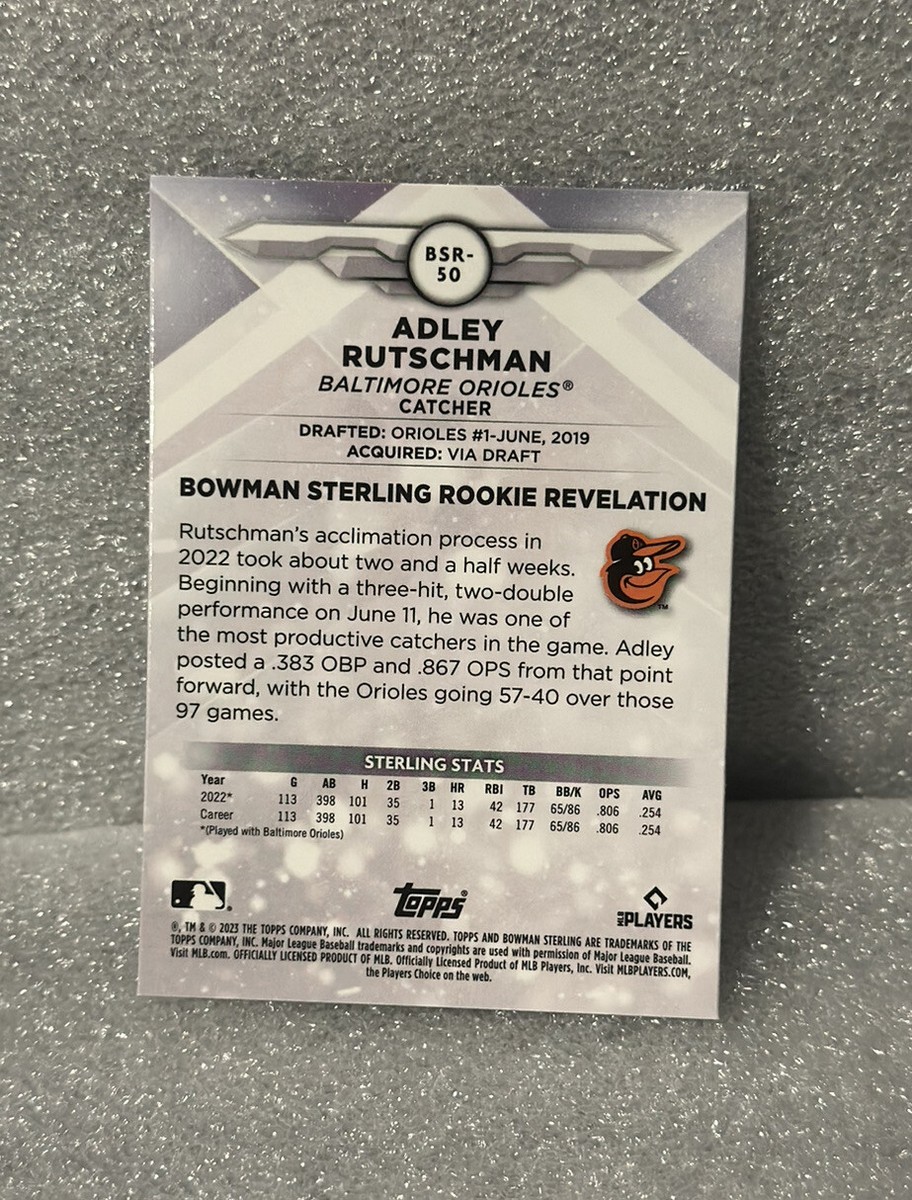 BSR-
50
ADLEY
RUTSCHMAN
BALTIMORE ORIOLES®
CATCHER
DRAFTED: ORIOLES #1-JUNE, 2019
ACQUIRED: VIA DRAFT
BOWMAN STERLING ROOKIE REVELATION
Rutschman's acclimation process in
2022 took about two and a half weeks.
Beginning with a three-hit, two-double
performance on June 11, he was one of
the most productive catchers in the game. Adley
posted a .383 OBP and .867 OPS from that point
forward, with the Orioles going 57-40 over those
97 games.
TM
STERLING STATS
Year G AB H 2B 3B HR RBI TB BB/K OPS AVG
2022* 113 398 101 35 1 13 42 177 65/86 .806 .254
Career 113 398 101 35 1 13 42 177 65/86 .806 .254
*(Played with Baltimore Orioles)
topps®
MLB PLAYERS
®, TM & © 2023 THE TOPPS COMPANY, INC. ALL RIGHTS RESERVED. TOPPS AND BOWMAN STERLING ARE TRADEMARKS OF THE
TOPPS COMPANY, INC. Major League Baseball trademarks and copyrights are used with permission of Major League Baseball.
Visit MLB.com. OFFICIALLY LICENSED PRODUCT OF MLB. Officially Licensed Product of MLB Players, Inc. Visit MLBPLAYERS.COM,
the Players Choice on the web.